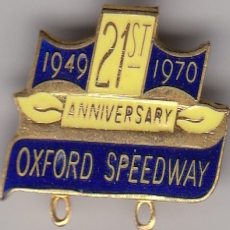 21ST
1949 1970
ANNIVERSARY
OXFORD SPEEDWAY